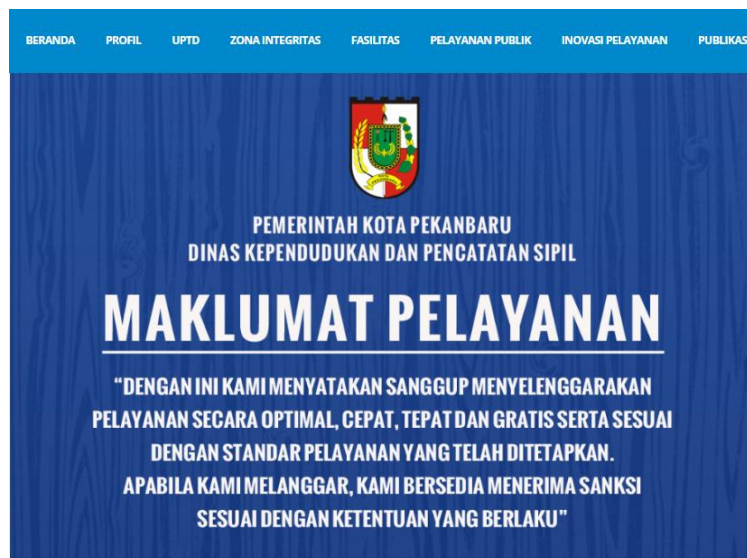 BERANDA PROFIL UPTD ZONA INTEGRITAS FASILITAS PELAYANAN PUBLIK INOVASI PELAYANAN PUBLIKAS
PEMERINTAH KOTA PEKANBARU
DINAS KEPENDUDUKAN DAN PENCATATAN SIPIL
MAKLUMAT PELAYANAN
“DENGAN INI KAMI MENYATAKAN SANGGUP MENYELENGGARAKAN
PELAYANAN SECARA OPTIMAL, CEPAT, TEPAT DAN GRATIS SERTA SESUAI
DENGAN STANDAR PELAYANAN YANG TELAH DITETAPKAN.
APABILA KAMI MELANGGAR, KAMI BERSEDIA MENERIMA SANKSI
SESUAI DENGAN KETENTUAN YANG BERLAKU”